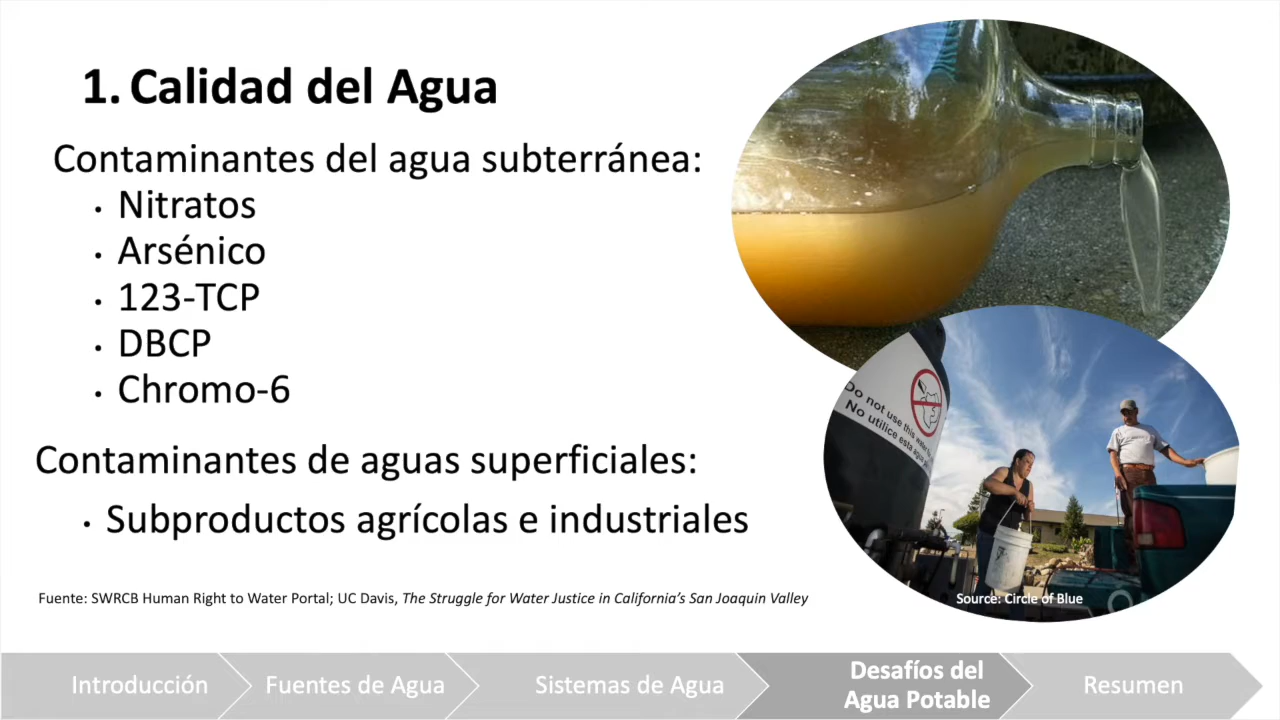 1. Calidad del Agua
Contaminantes del agua subterránea:
· Nitratos
· Arsénico
· 123-TCP
· DBCP
· Chromo-6
Contaminantes de aguas superficiales:
· Subproductos agrícolas e industriales
Fuente: SWRCB Human Right to Water Portal; UC Davis, The Struggle for Water Justice in California's San Joaquin Valley
Do not use this
No utilice esta agua
Source: Circle of Blue
Introducción
Fuentes de Agua
Sistemas de Agua
Desafíos del
Agua Potable
Resumen